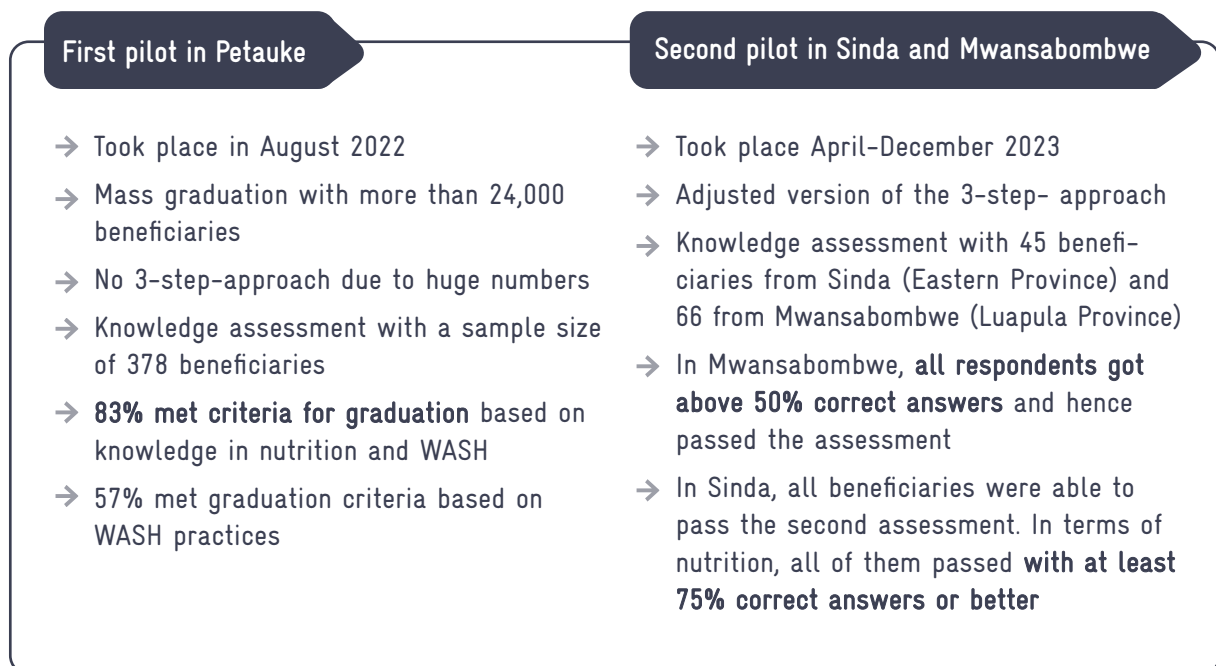 First pilot in Petauke
→ Took place in August 2022
→ Mass graduation with more than 24,000
beneficiaries
→ No 3-step-approach due to huge numbers
→ Knowledge assessment with a sample size
of 378 beneficiaries
→ 83% met criteria for graduation based on
knowledge in nutrition and WASH
→ 57% met graduation criteria based on
WASH practices
Second pilot in Sinda and Mwansabombwe
→ Took place April-December 2023
→ Adjusted version of the 3-step- approach
→ Knowledge assessment with 45 benefi-
ciaries from Sinda (Eastern Province) and
66 from Mwansabombwe (Luapula Province)
→ In Mwansabombwe, all respondents got
above 50% correct answers and hence
passed the assessment
→ In Sinda, all beneficiaries were able to
pass the second assessment. In terms of
nutrition, all of them passed with at least
75% correct answers or better